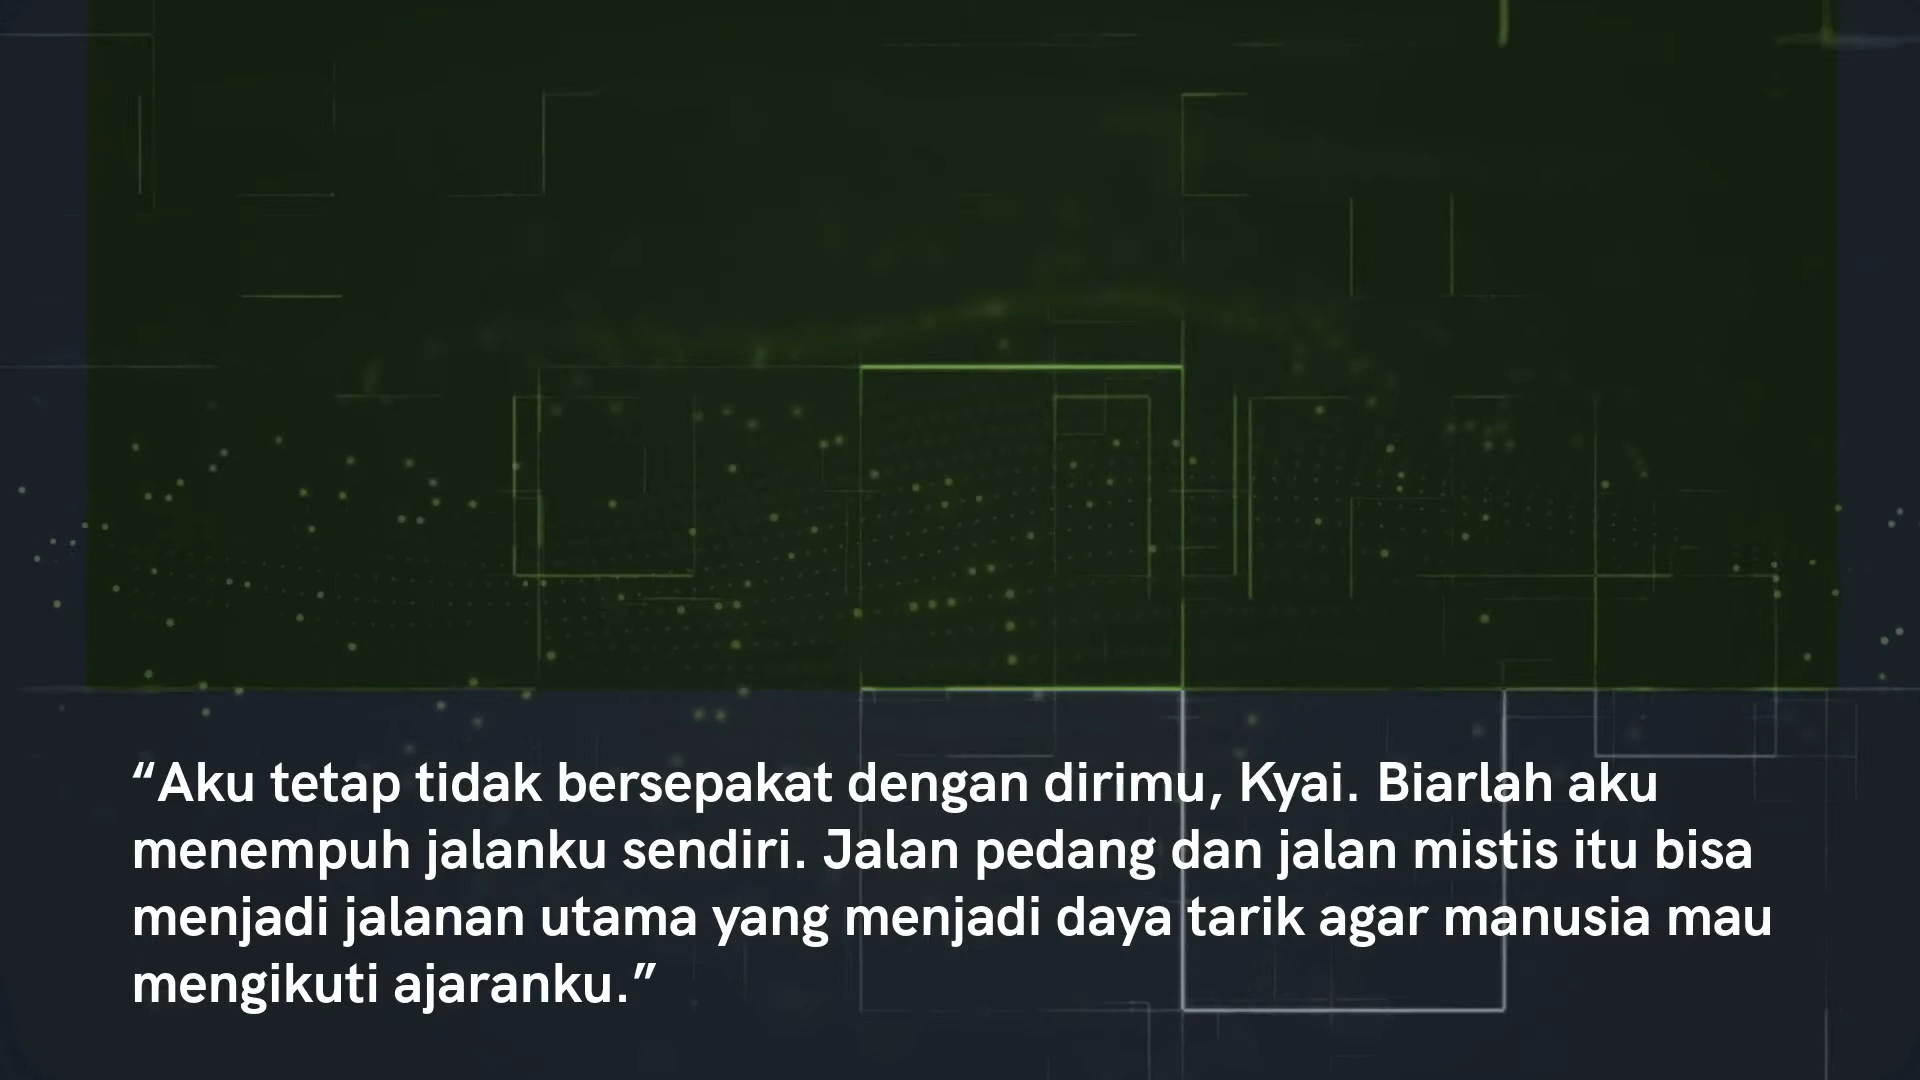 “Aku tetap tidak bersepakat dengan dirimu, Kyai. Biarlah aku
menempuh jalanku sendiri. Jalan pedang dan jalan mistis itu bisa
menjadi jalanan utama yang menjadi daya tarik agar manusia mau
mengikuti ajaranku.”